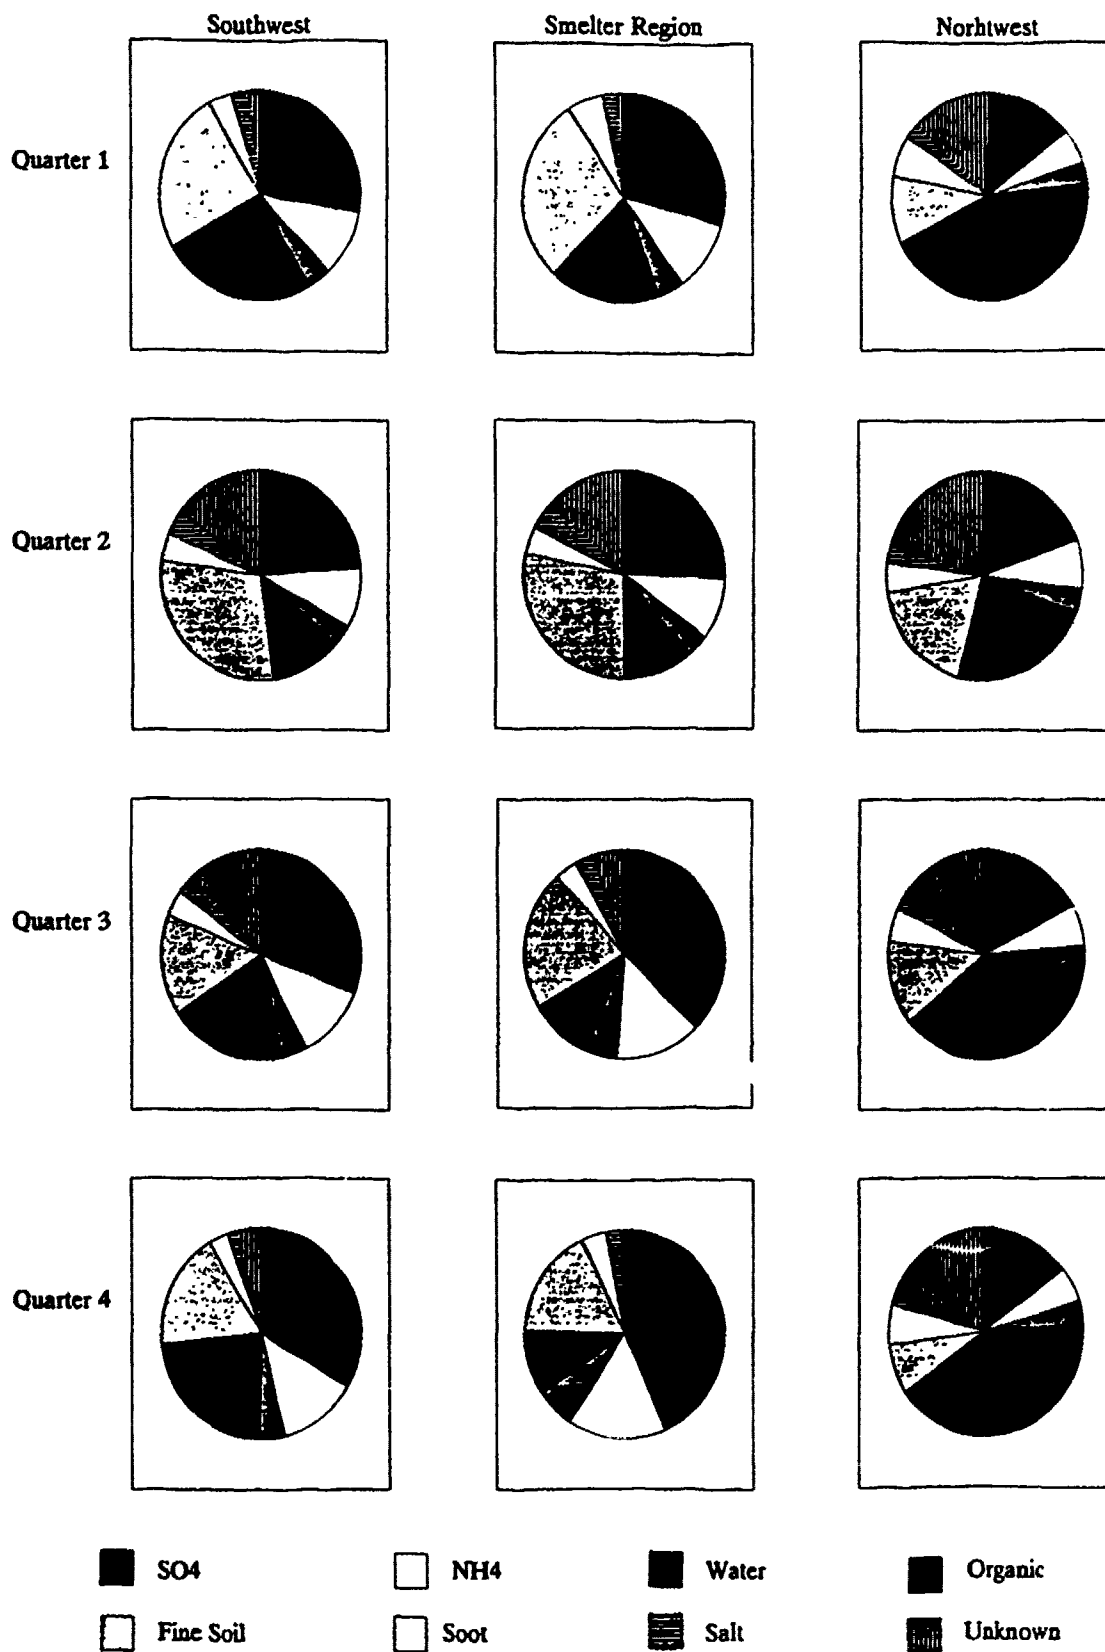 Southwest Smelter Region Norhtwest
Quarter 1
Quarter 2
Quarter 3
Quarter 4
SO4 NH4 Water Organic
Fine Soil Soot Salt Unknown